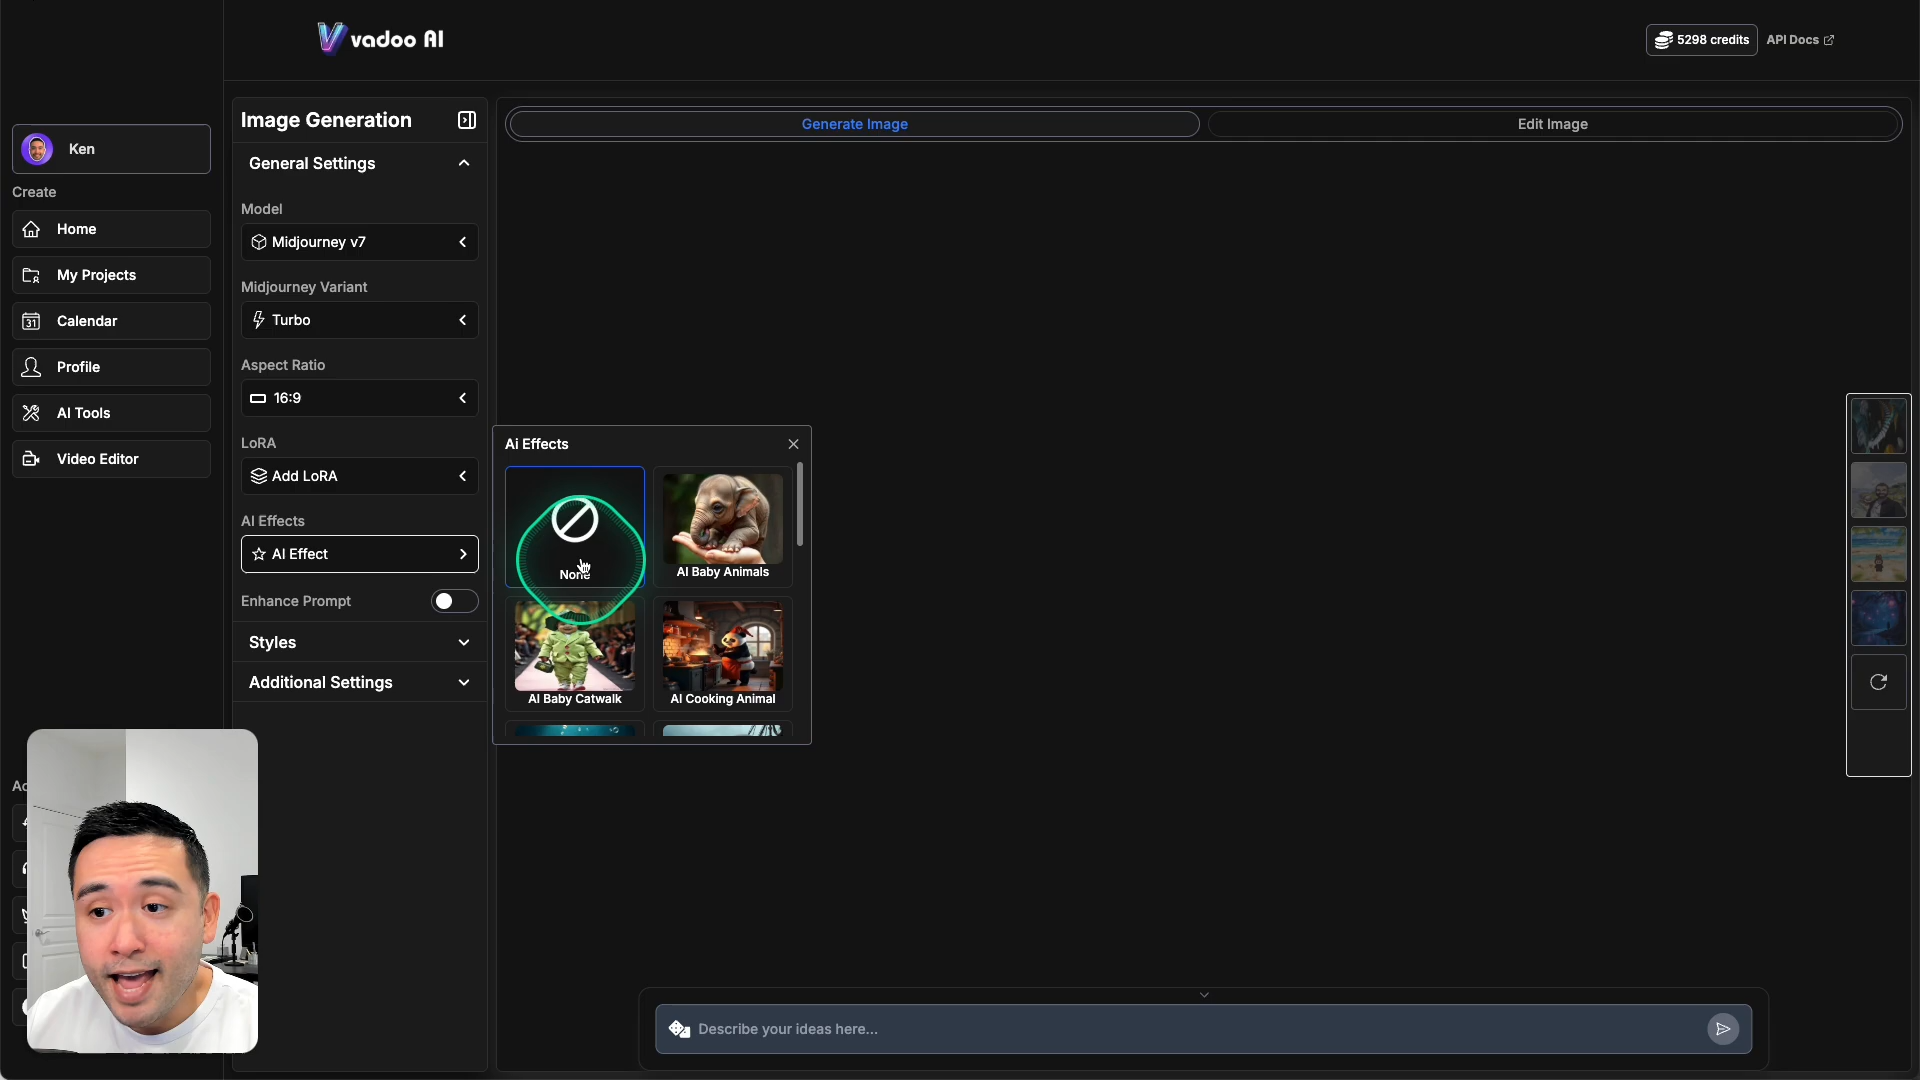 vadoo AI
5298 credits
API Docs
Ken
Create
Home
My Projects
31
Calendar
Profile
AI Tools
Video Editor
Image Generation
General Settings
Model
Midjourney v7
Midjourney Variant
Turbo
Aspect Ratio
16:9
LoRA
Add LoRA
AI Effects
AI Effect
Enhance Prompt
Styles
Additional Settings
Generate Image
Edit Image
Ai Effects
None
AI Baby Animals
AI Baby Catwalk
AI Cooking Animal
Describe your ideas here...